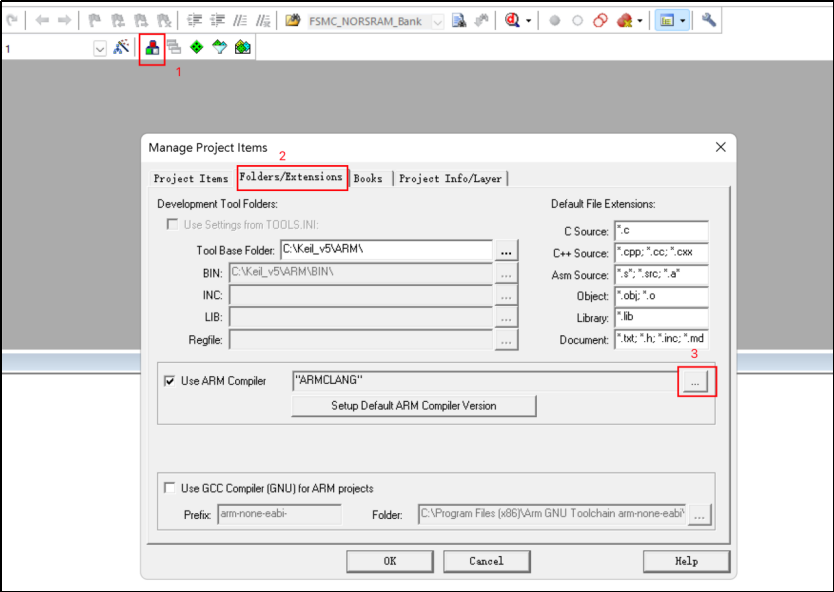 FSMC_NORSRAM_Bank
1
1
Manage Project Items
2
Project Items Folders/Extensions Books Project Info/Layer
Development Tool Folders: Default File Extensions:
Use Settings from TOOLS.INI:
C Source: *.c
Tool Base Folder: C:\Keil_v5\ARM\ ...
C++ Source: *.cpp; *.cc; *.cxx
BIN: C:\Keil_v5\ARM\BIN\ ...
Asm Source: *.s*; *.src; *.a*
INC: ...
Object: *.obj; *.o
LIB: ...
Library: *.lib
Regfile: ...
Document: *.txt; *.h; *.inc; *.md
3
Use ARM Compiler "ARMCLANG" ...
Setup Default ARM Compiler Version
Use GCC Compiler (GNU) for ARM projects
Prefix: arm-none-eabi- Folder: C:\Program Files (x86)\Arm GNU Toolchain arm-none-eabi\ ...
OK Cancel Help